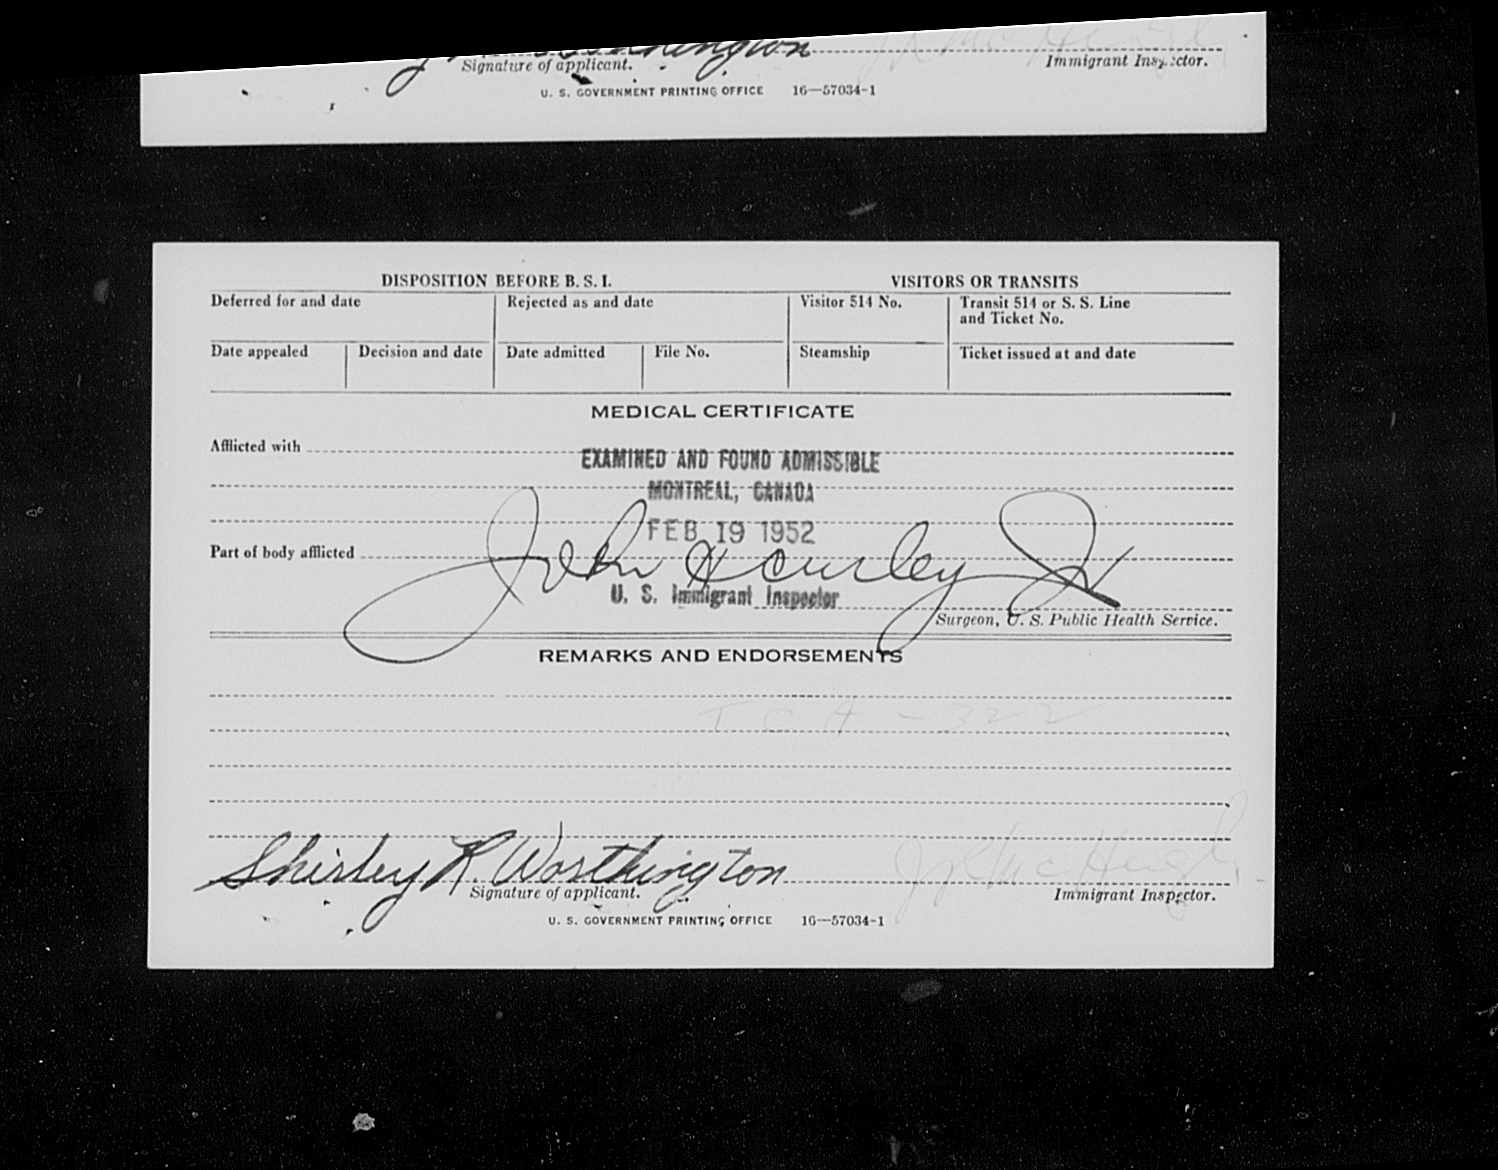 Signature of applicant.
Immigrant Inspector.
U. S. GOVERNMENT PRINTING OFFICE 16—57034-1
DISPOSITION BEFORE B. S. I.
VISITORS OR TRANSITS
Deferred for and date
Rejected as and date
Visitor 514 No.
Transit 514 or S. S. Line
and Ticket No.
Date appealed
Decision and date
Date admitted
File No.
Steamship
Ticket issued at and date
MEDICAL CERTIFICATE
Afflicted with
EXAMINED AND FOUND ADMISSIBLE
MONTREAL, CANADA
FEB 19 1952
Part of body afflicted
John Hourley Jr
U. S. Immigrant Inspector
Surgeon, U. S. Public Health Service.
REMARKS AND ENDORSEMENTS
TCA - 322
Shirley R. Worthington
Signature of applicant.
Immigrant Inspector.
U. S. GOVERNMENT PRINTING OFFICE 16—57034-1